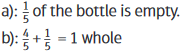 a): 1/5 of the bottle is empty.
b): 4/5 + 1/5 = 1 whole